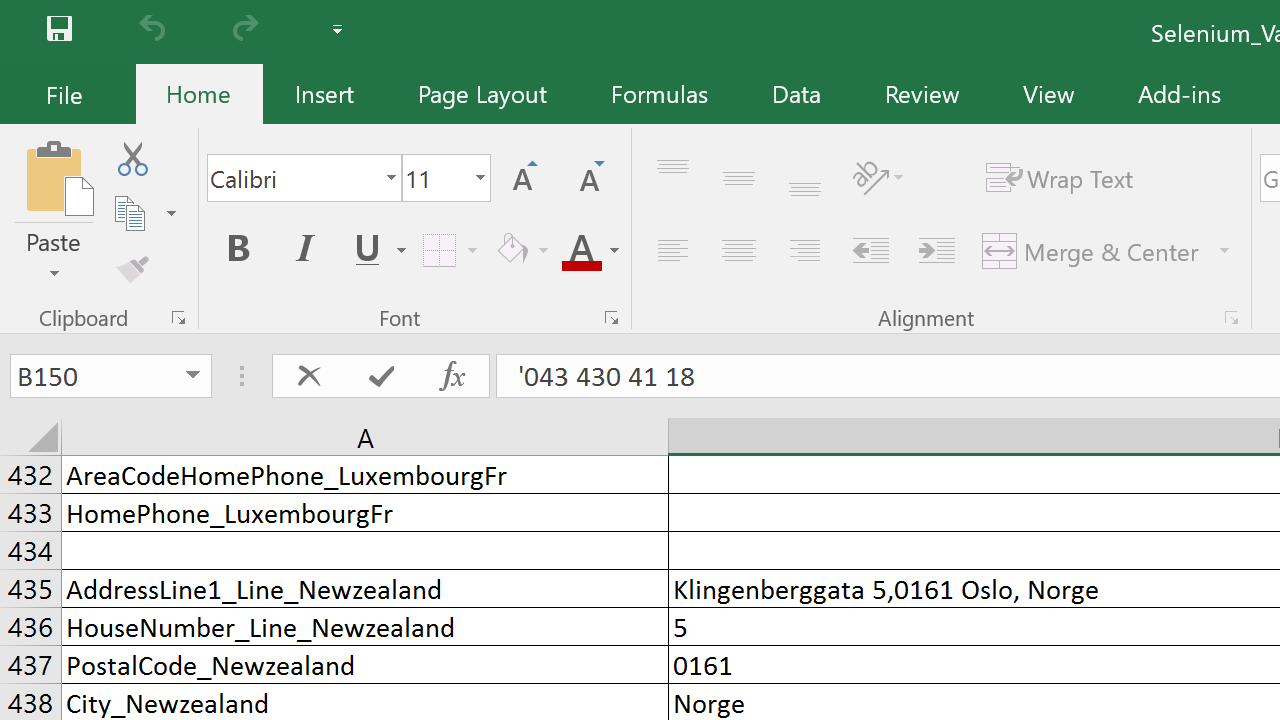 Selenium_Va
File Home Insert Page Layout Formulas Data Review View Add-ins
Calibri 11 A A ab Wrap Text G
Paste B I U A Merge & Center
Clipboard Font Alignment
B150 fx '043 430 41 18
A
432 AreaCodeHomePhone_LuxembourgFr
433 HomePhone_LuxembourgFr
434
435 AddressLine1_Line_Newzealand Klingenberggata 5,0161 Oslo, Norge
436 HouseNumber_Line_Newzealand 5
437 PostalCode_Newzealand 0161
438 City_Newzealand Norge